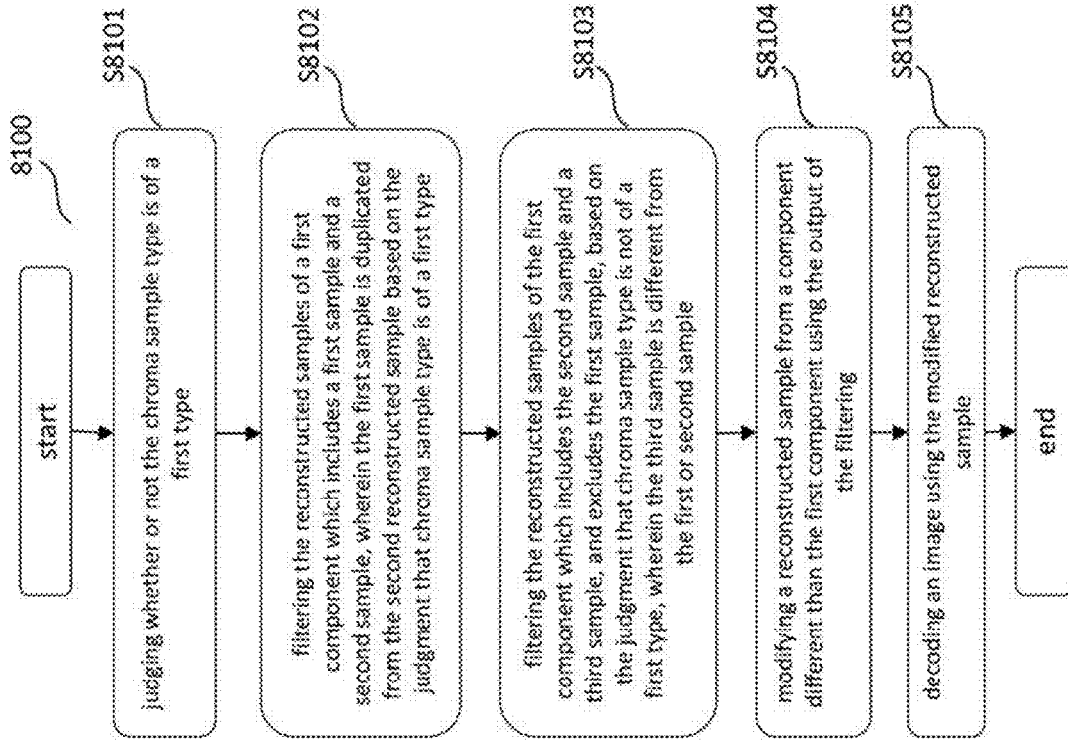 8100
start
S8101
judging whether or not the chroma sample type is of a
first type
S8102
filtering the reconstructed samples of a first
component which includes a first sample and a
second sample, wherein the first sample is duplicated
from the second reconstructed sample based on the
judgment that chroma sample type is of a first type
S8103
filtering the reconstructed samples of the first
component which includes the second sample and a
third sample, and excludes the first sample, based on
the judgment that chroma sample type is not of a
first type, wherein the third sample is different from
the first or second sample
S8104
modifying a reconstructed sample from a component
different than the first component using the output of
the filtering
S8105
decoding an image using the modified reconstructed
sample
end